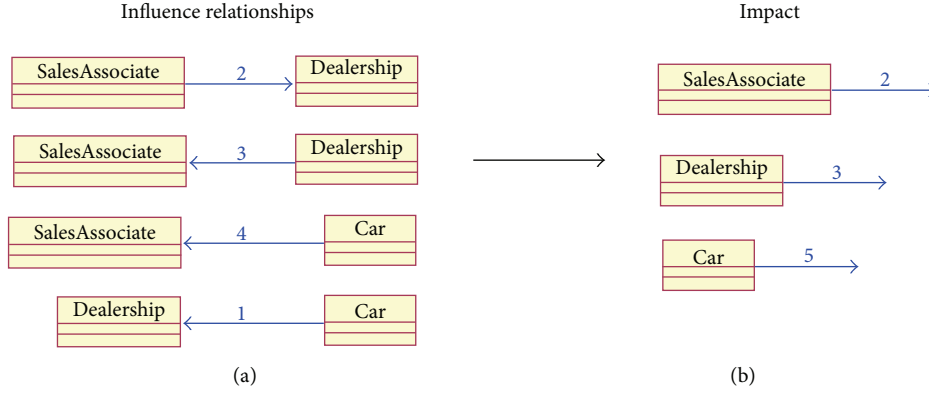 Influence relationships
SalesAssociate 2 Dealership
SalesAssociate 3 Dealership
SalesAssociate 4 Car
Dealership 1 Car
(a)
Impact
SalesAssociate 2
Dealership 3
Car 5
(b)